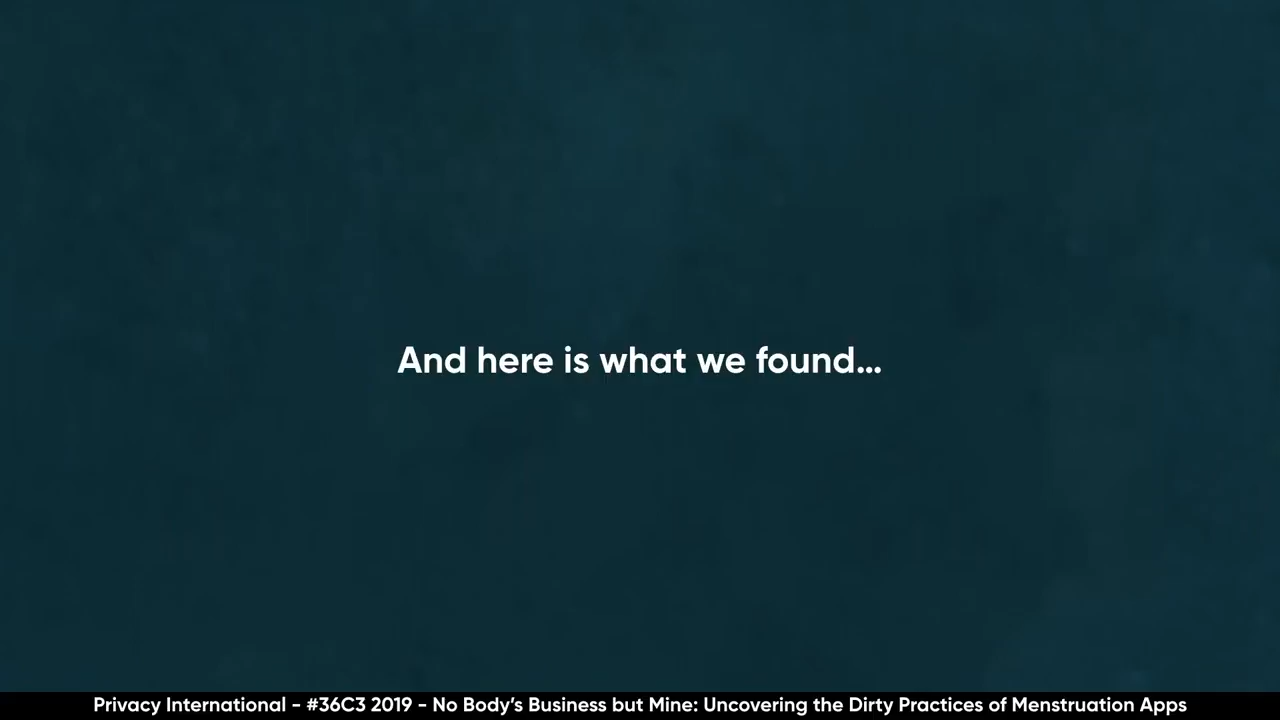 And here is what we found...
Privacy International - #36C3 2019 - No Body’s Business but Mine: Uncovering the Dirty Practices of Menstruation Apps